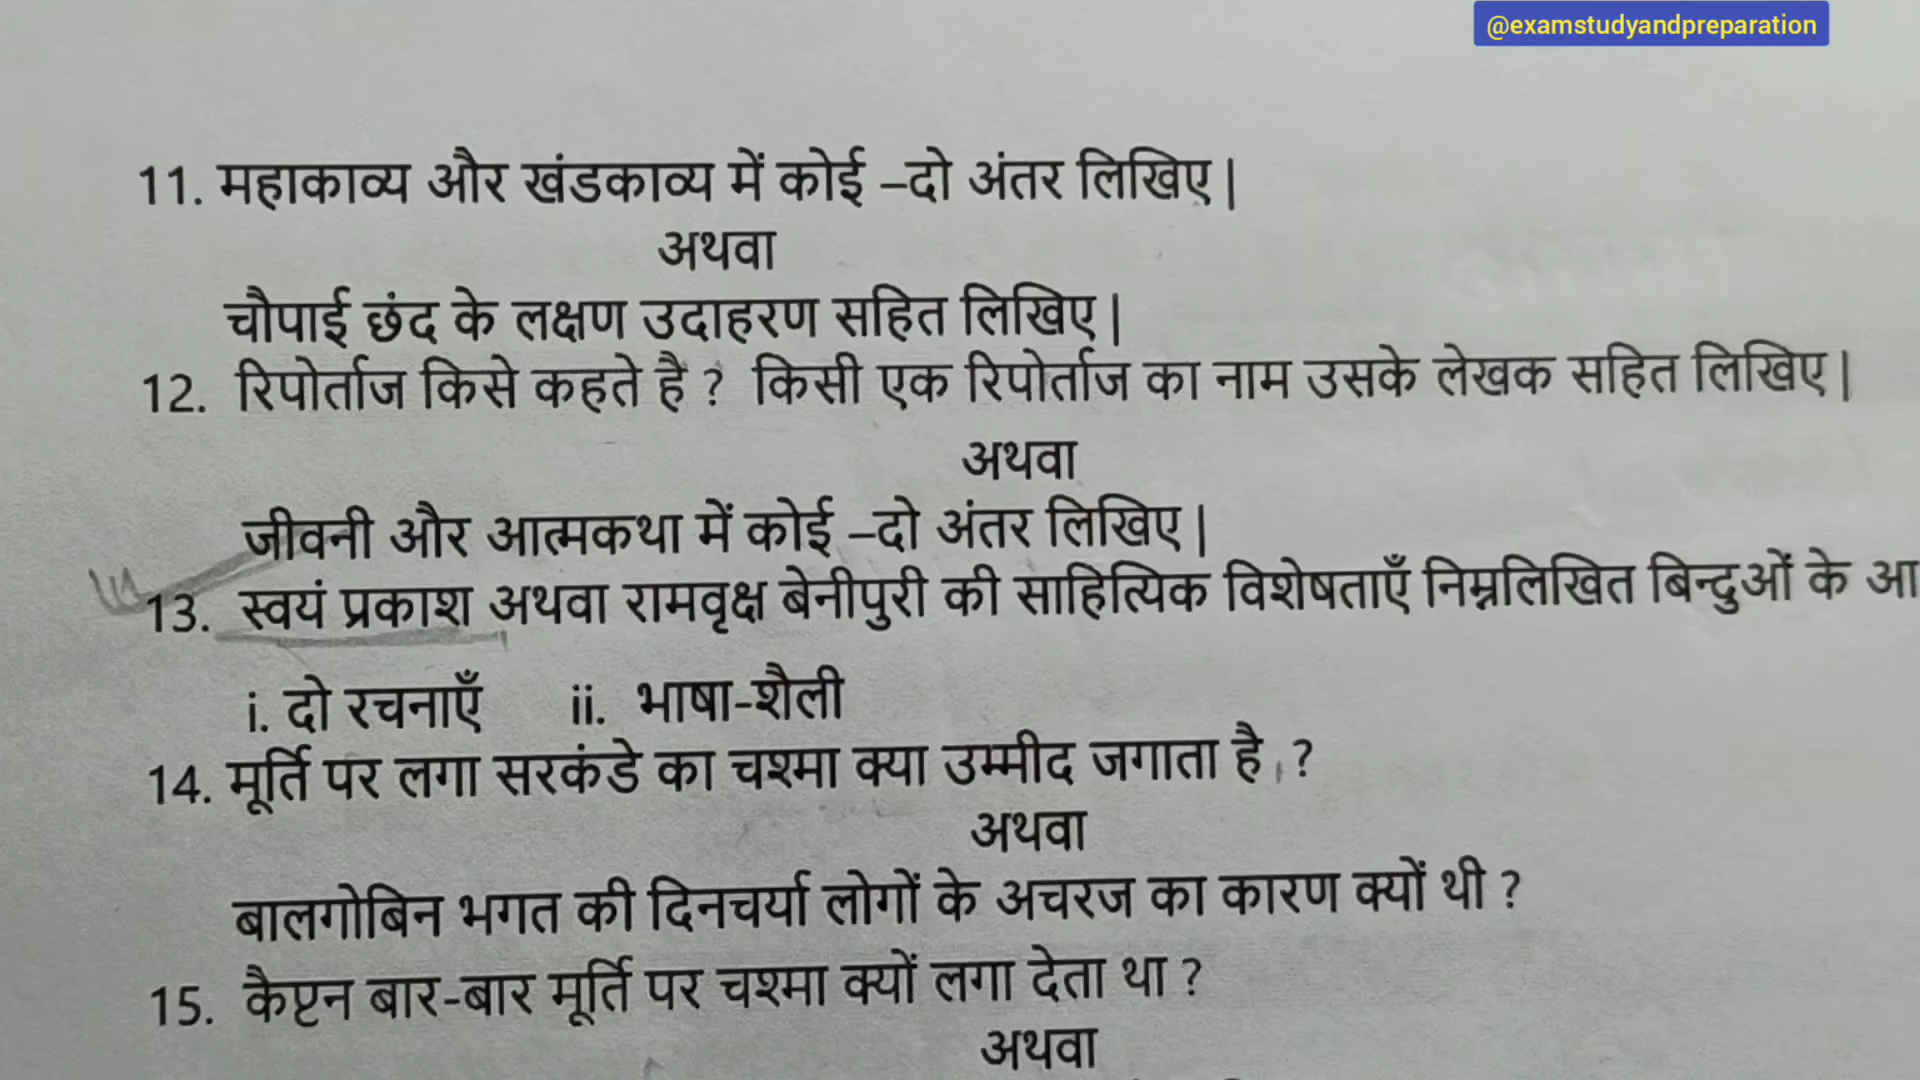 @examstudyandpreparation
11. महाकाव्य और खंडकाव्य में कोई –दो अंतर लिखिए|
अथवा
चौपाई छंद के लक्षण उदाहरण सहित लिखिए|
12. रिपोर्ताज किसे कहते है ? किसी एक रिपोर्ताज का नाम उसके लेखक सहित लिखिए|
अथवा
जीवनी और आत्मकथा में कोई –दो अंतर लिखिए|
13. स्वयं प्रकाश अथवा रामवृक्ष बेनीपुरी की साहित्यिक विशेषताएँ निम्नलिखित बिन्दुओं के आ
i. दो रचनाएँ ii. भाषा-शैली
14. मूर्ति पर लगा सरकंडे का चश्मा क्या उम्मीद जगाता है ?
अथवा
बालगोबिन भगत की दिनचर्या लोगों के अचरज का कारण क्यों थी ?
15. कैप्टन बार-बार मूर्ति पर चश्मा क्यों लगा देता था ?
अथवा